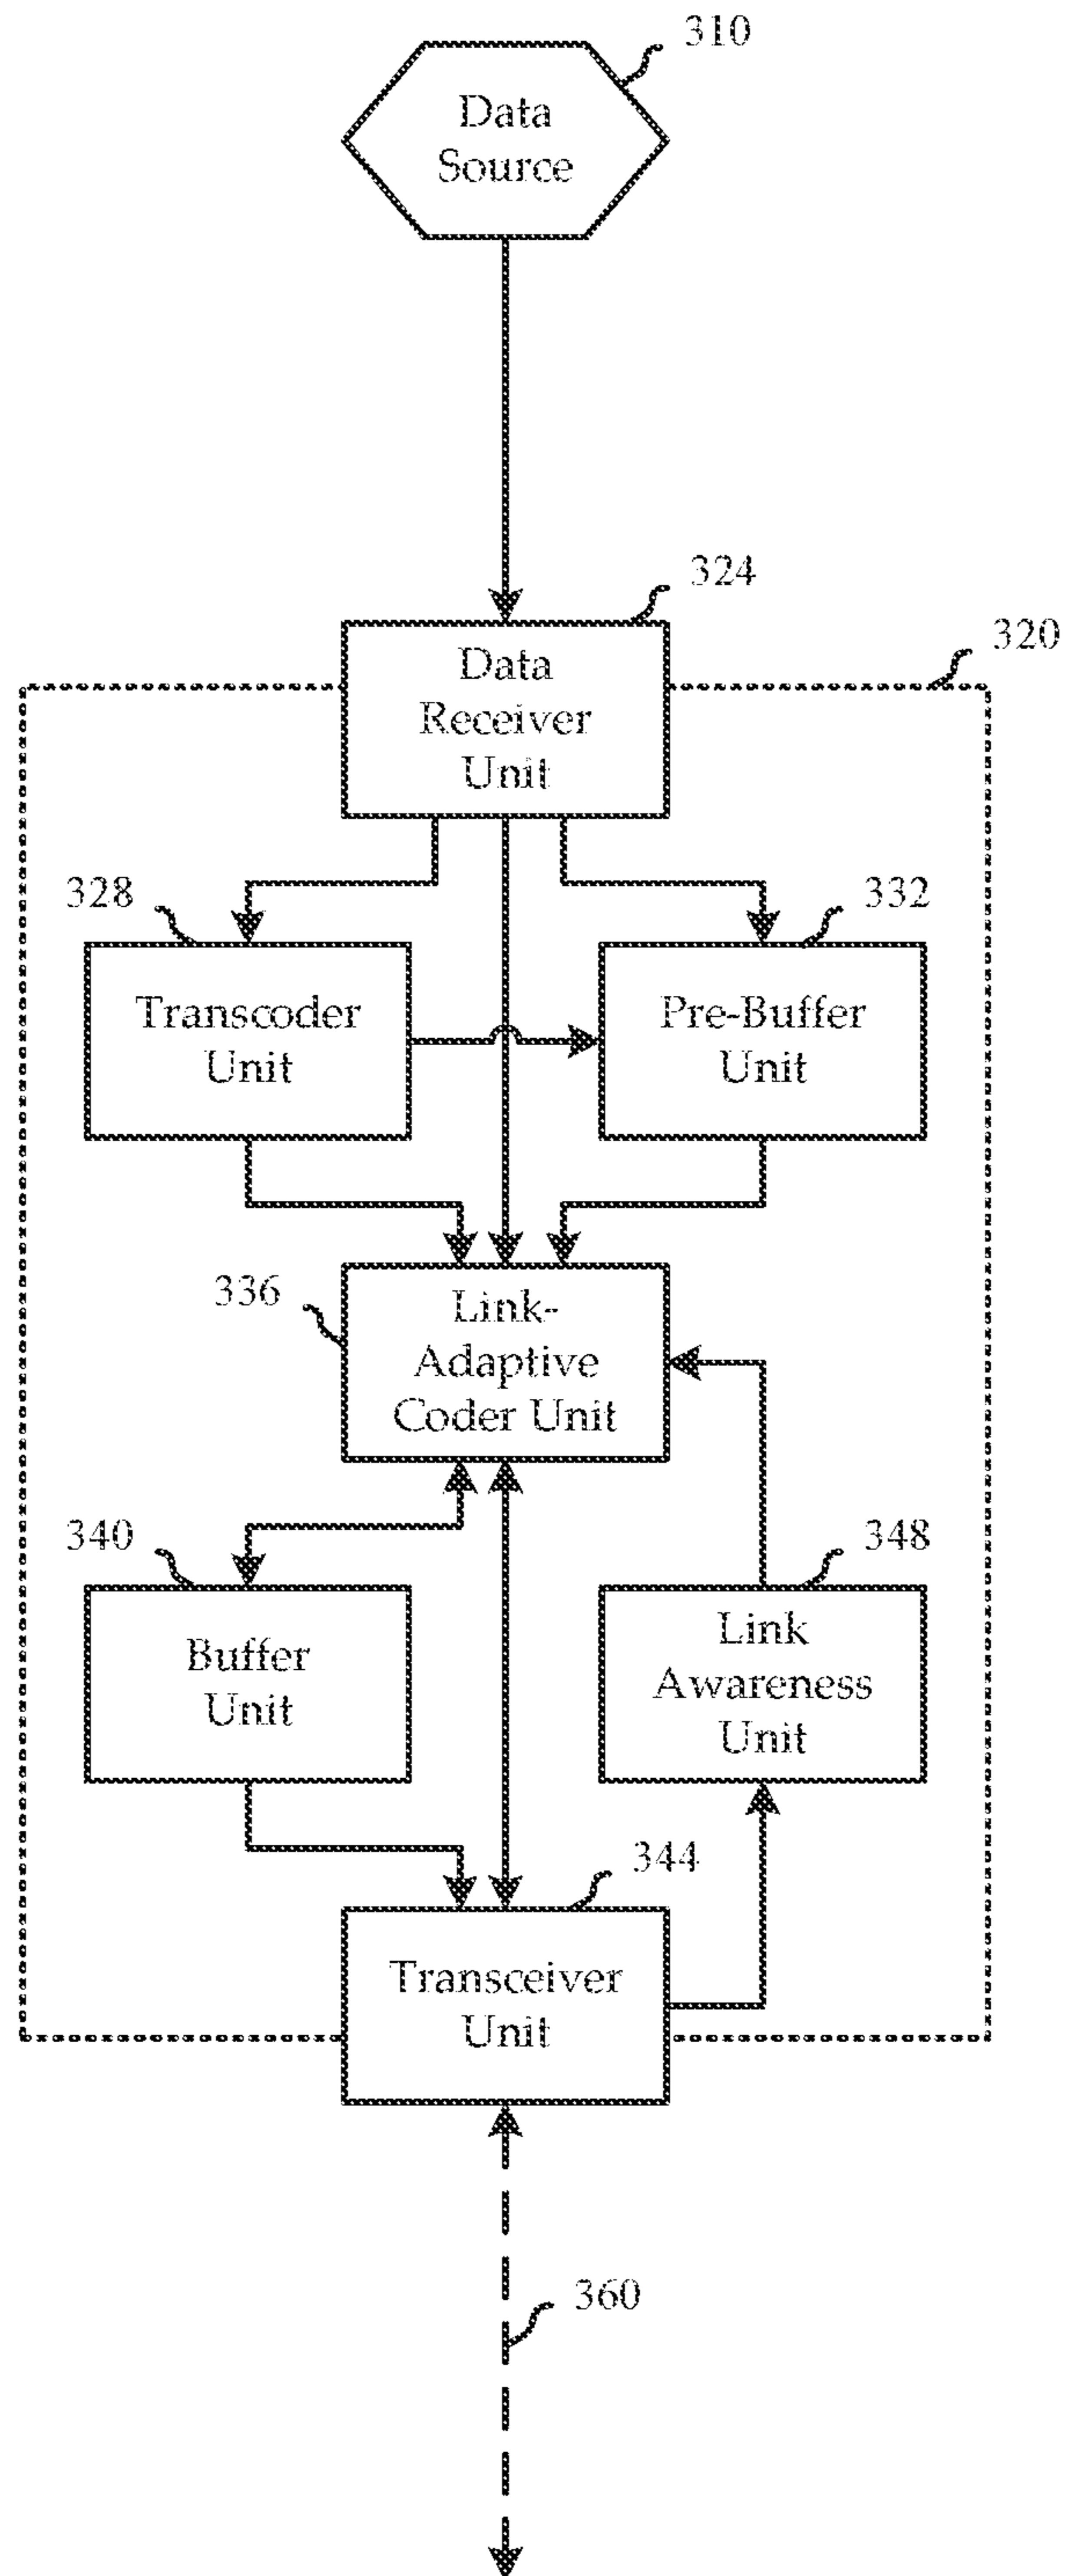 310
Data
Source
324
320
Data
Receiver
Unit
328
332
Transcoder
Unit
Pre-Buffer
Unit
336
Link-
Adaptive
Coder Unit
340
348
Buffer
Unit
Link
Awareness
Unit
344
Transceiver
Unit
360